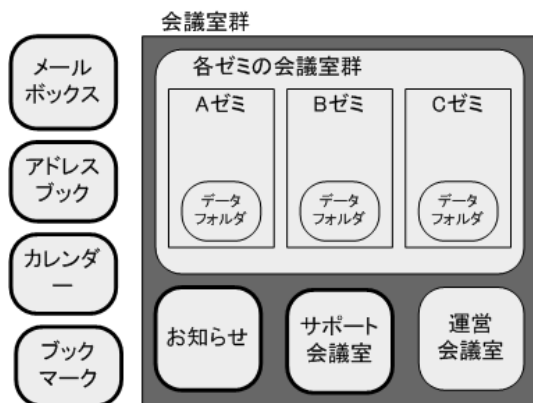 会議室群
メール
ボックス
アドレス
ブック
カレンダ
ー
ブック
マーク
各ゼミの会議室群
Aゼミ
Bゼミ
Cゼミ
データ
フォルダ
データ
フォルダ
データ
フォルダ
お知らせ
サポート
会議室
運営
会議室